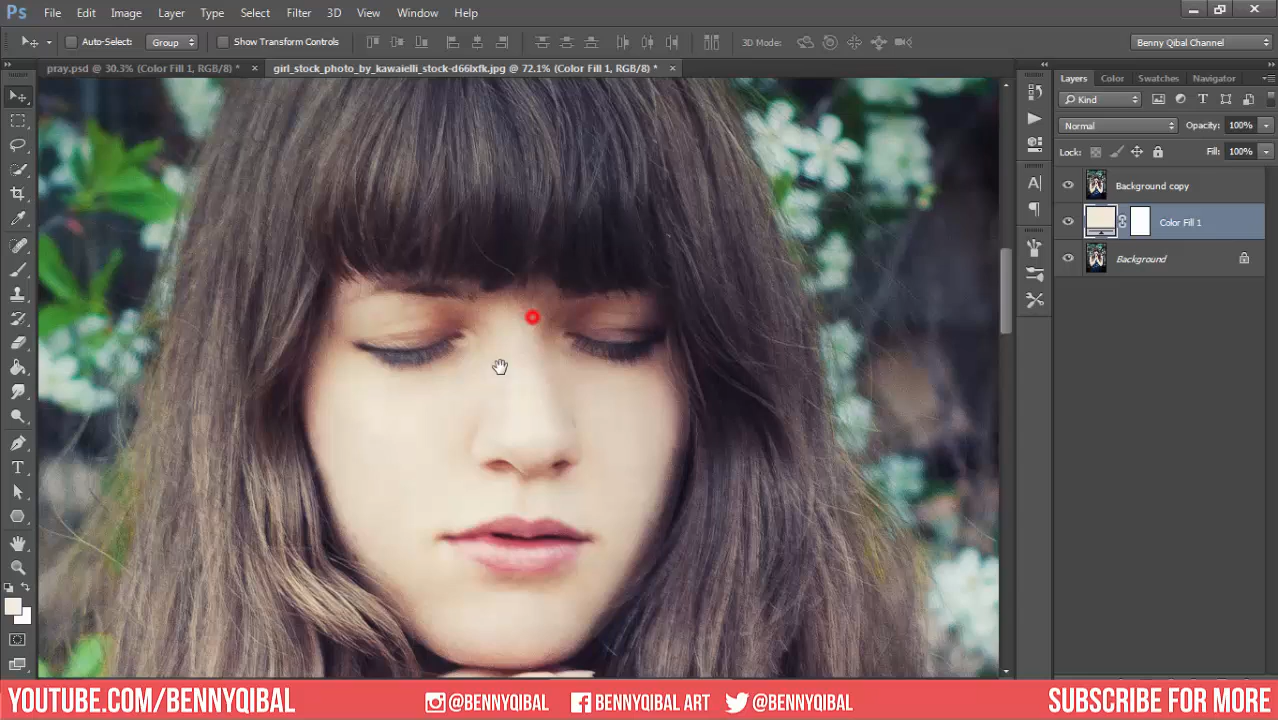 Ps File Edit Image Layer Type Select Filter 3D View Window Help
Auto-Select: Group Show Transform Controls 3D Mode: Benny Qibal Channel
pray.psd @ 30.3% (Color Fill 1, RGB/8) * × girl_stock_photo_by_kawaielli_stock-d66lxfk.jpg @ 72.1% (Color Fill 1, RGB/8) * ×
Layers Color Swatches Navigator
Kind
Normal Opacity: 100%
Lock: Fill: 100%
Background copy
Color Fill 1
Background
YOUTUBE.COM/BENNYQIBAL @BENNYQIBAL BENNYQIBAL ART @BENNYQIBAL SUBSCRIBE FOR MORE